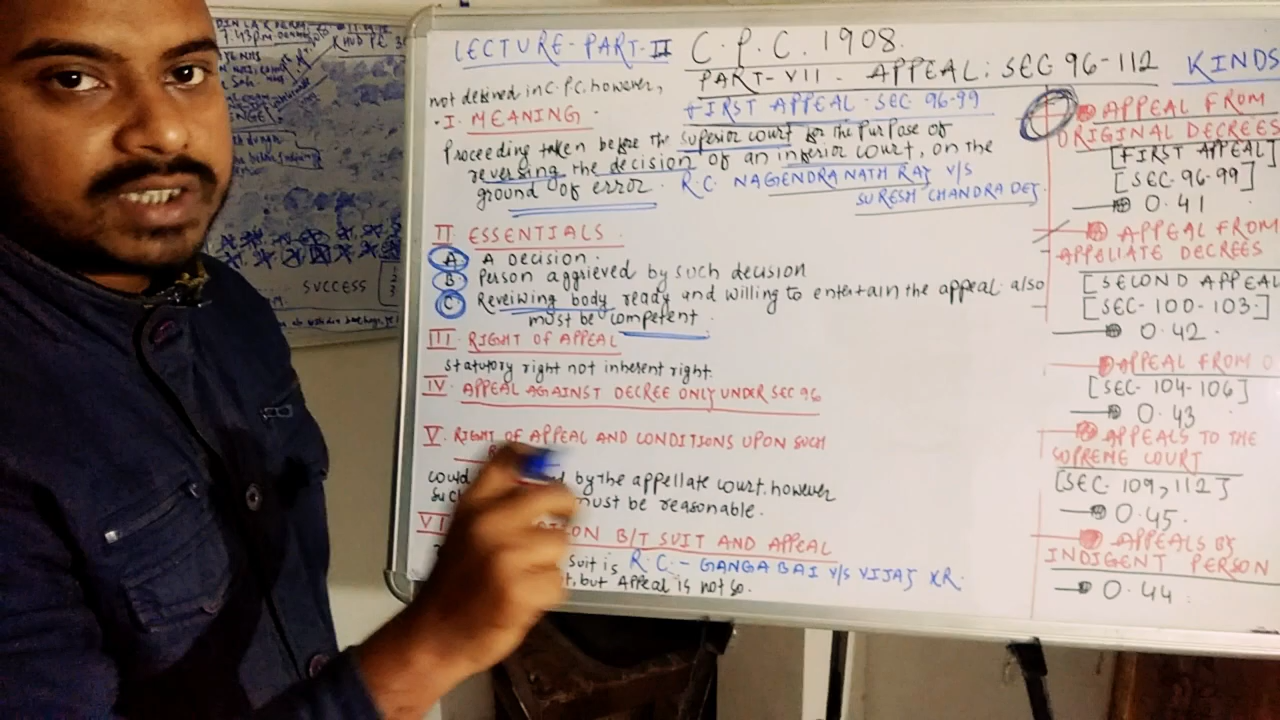 LECTURE-PART-II C.P.C. 1908.
PART-VII. APPEAL: SEC 96-112
FIRST APPEAL - SEC. 96-99
not defined in C.P.C. however,
I. MEANING
Proceeding taken before the superior court for the Purpose of
reversing the decision of an inferior court, on the
ground of error. R.C. NAGENDRA NATH RAJ V/S
SURESH CHANDRA DEJ.
II ESSENTIALS
A A Decision.
B Person aggrieved by such decision
C Reveiwing body ready and willing to entertain the appeal also
must be competent.
III. RIGHT OF APPEAL
Statutory right not inherent right.
IV. APPEAL AGAINST DECREE ONLY UNDER SEC 96
V. RIGHT OF APPEAL AND CONDITIONS UPON SUCH
by the appellate court. however
must be reasonable.
VI B/T SUIT AND APPEAL
suit is R.C. - GANGA BAI V/S VIJAJ KR.
but Appeal is not so.
KINDS
APPEAL FROM
ORIGINAL DECREES
[FIRST APPEAL]
[SEC-96-99]
O.41
APPEAL FROM
APPELLATE DECREES
[SECOND APPEAL
[SEC-100-103.]
O.42.
APPEAL FROM O
[SEC-104-106]
O.43
APPEALS TO THE
SUPREME COURT
[SEC. 109, 112]
O.45.
APPEALS BY
INDIGENT PERSON
O.44.
SUCCESS